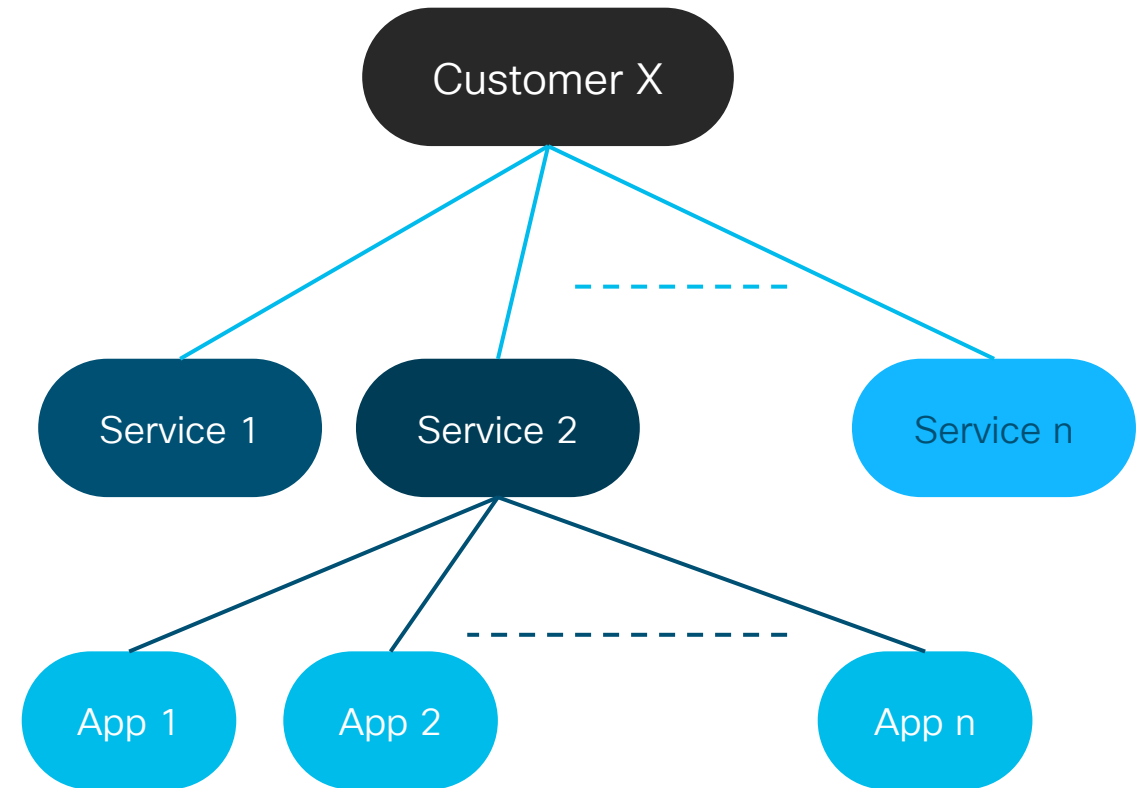 Customer X
Service 1
Service 2
Service n
App 1
App 2
App n